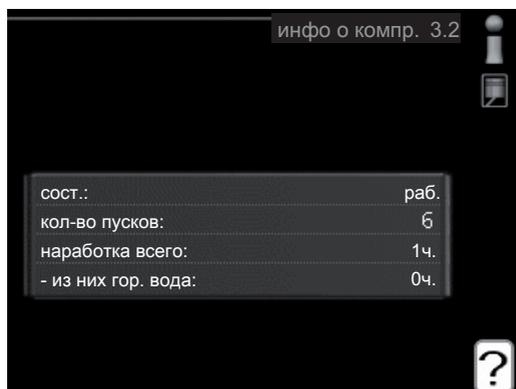 инфо о компр. 3.2
сост.: раб.
кол-во пусков: 6
наработка всего: 1ч.
- из них гор. вода: 0ч.
?